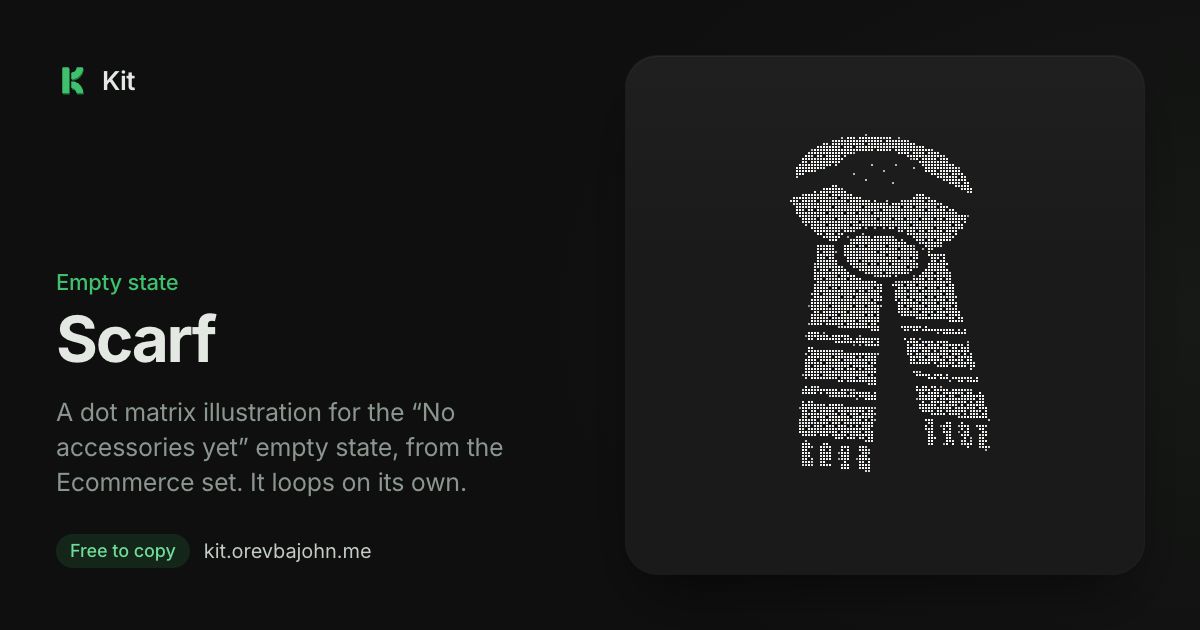 Kit
Empty state
Scarf
A dot matrix illustration for the “No
accessories yet” empty state, from the
Ecommerce set. It loops on its own.
Free to copy
kit.orevbajohn.me